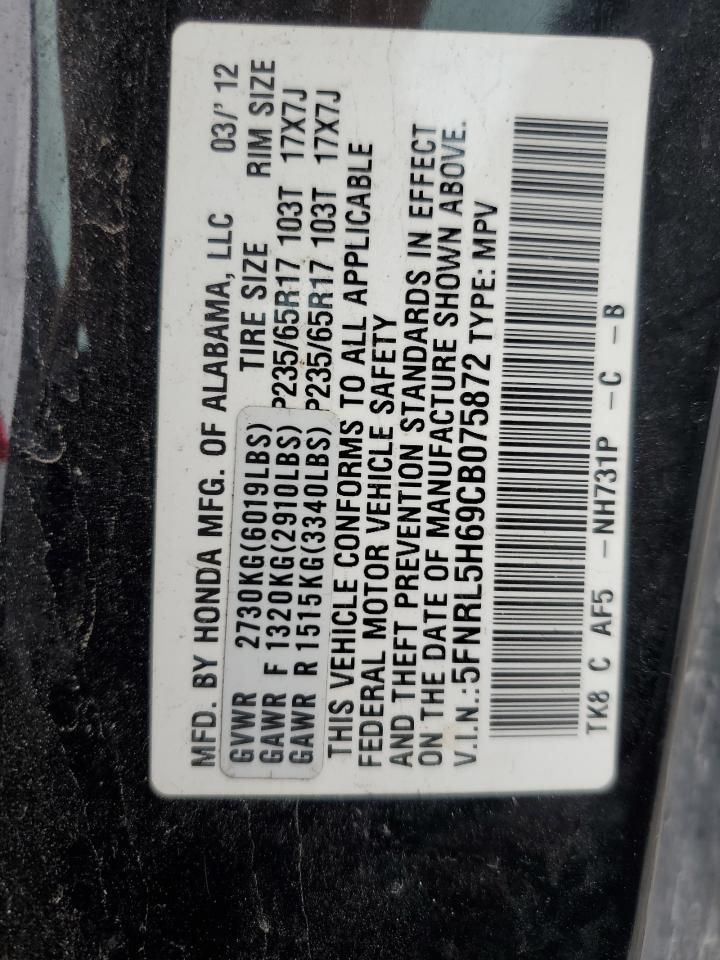 MFD. BY HONDA MFG. OF ALABAMA, LLC 03/' 12
GVWR 2730KG(6019LBS) TIRE SIZE RIM SIZE
GAWR F 1320KG(2910LBS) P235/65R17 103T 17X7J
GAWR R 1515KG(3340LBS) P235/65R17 103T 17X7J
THIS VEHICLE CONFORMS TO ALL APPLICABLE
FEDERAL MOTOR VEHICLE SAFETY
AND THEFT PREVENTION STANDARDS IN EFFECT
ON THE DATE OF MANUFACTURE SHOWN ABOVE.
V.I.N.:5FNRL5H69CB075872 TYPE: MPV
TK8 C AF5 -NH731P -C -B